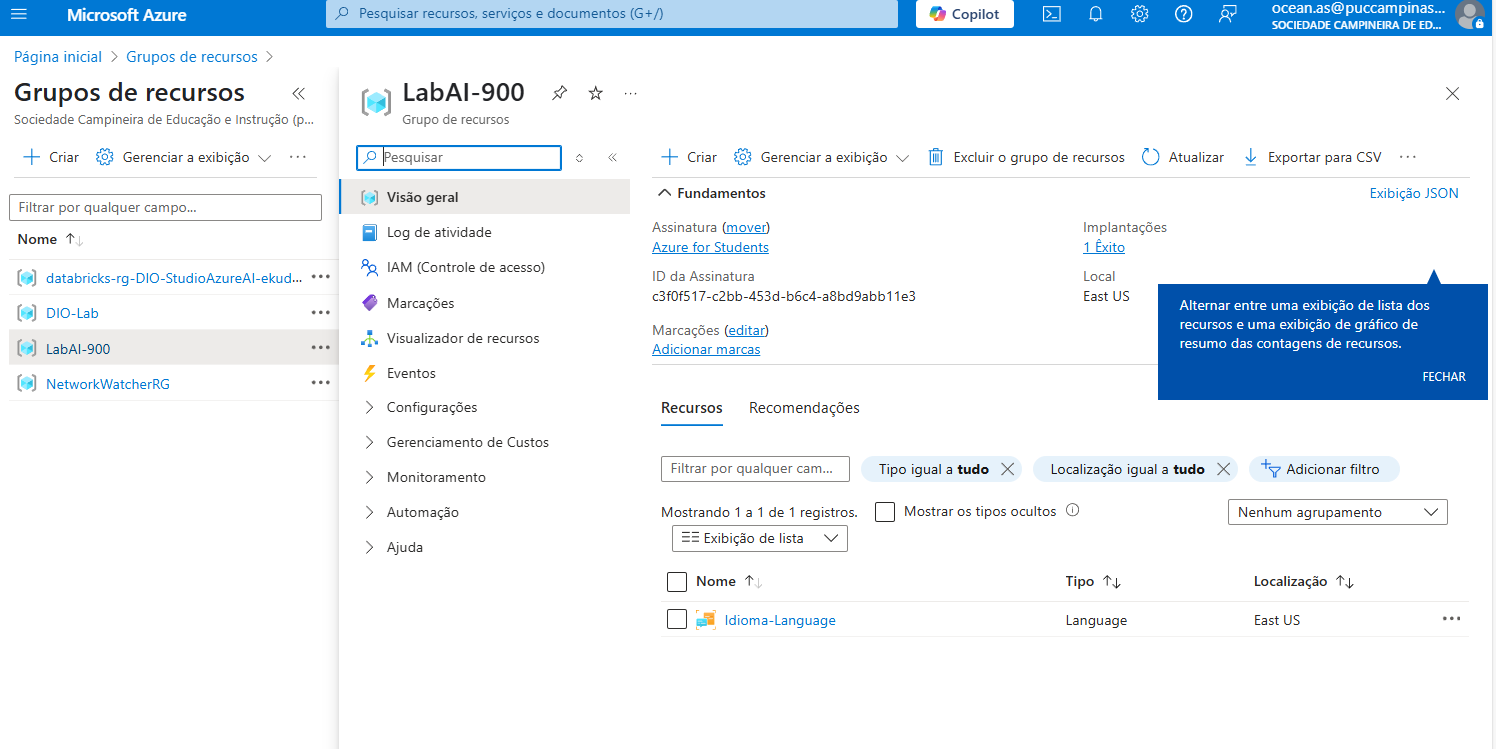 Microsoft Azure
Pesquisar recursos, serviços e documentos (G+/)
Copilot
ocean.as@puccampinas...
SOCIEDADE CAMPINEIRA DE ED...
Página inicial > Grupos de recursos >
Grupos de recursos
Sociedade Campineira de Educação e Instrução (p...
Criar
Gerenciar a exibição
Filtrar por qualquer campo...
Nome
databricks-rg-DIO-StudioAzureAI-ekud...
DIO-Lab
LabAI-900
NetworkWatcherRG
LabAI-900
Grupo de recursos
Pesquisar
Visão geral
Log de atividade
IAM (Controle de acesso)
Marcações
Visualizador de recursos
Eventos
Configurações
Gerenciamento de Custos
Monitoramento
Automação
Ajuda
Criar Gerenciar a exibição Excluir o grupo de recursos Atualizar Exportar para CSV
Fundamentos
Exibição JSON
Assinatura (mover)
Azure for Students
ID da Assinatura
c3f0f517-c2bb-453d-b6c4-a8bd9abb11e3
Marcações (editar)
Adicionar marcas
Implantações
1 Êxito
Local
East US
Alternar entre uma exibição de lista dos
recursos e uma exibição de gráfico de
resumo das contagens de recursos.
FECHAR
Recursos Recomendações
Filtrar por qualquer cam... Tipo igual a tudo Localização igual a tudo Adicionar filtro
Mostrando 1 a 1 de 1 registros. Mostrar os tipos ocultos Nenhum agrupamento
Exibição de lista
Nome Tipo Localização
Idioma-Language Language East US